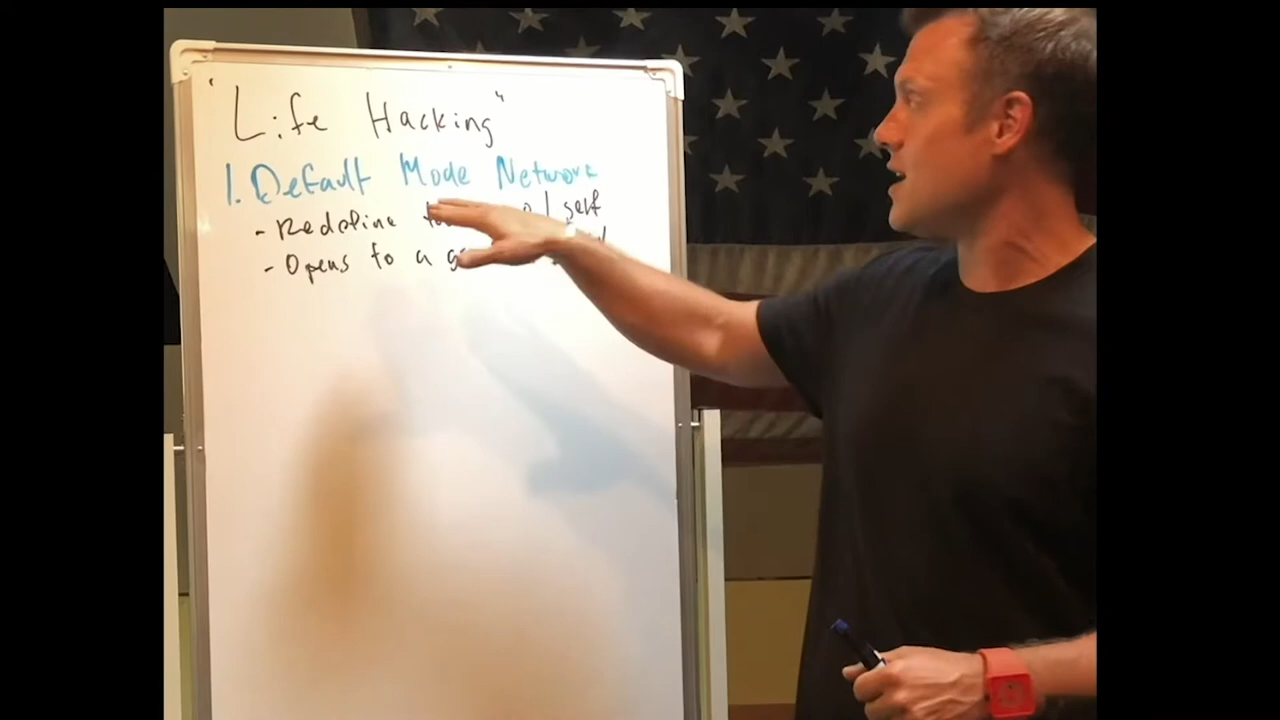 "Life Hacking"
1. Default Mode Network
- Redefine self
- Opens to a